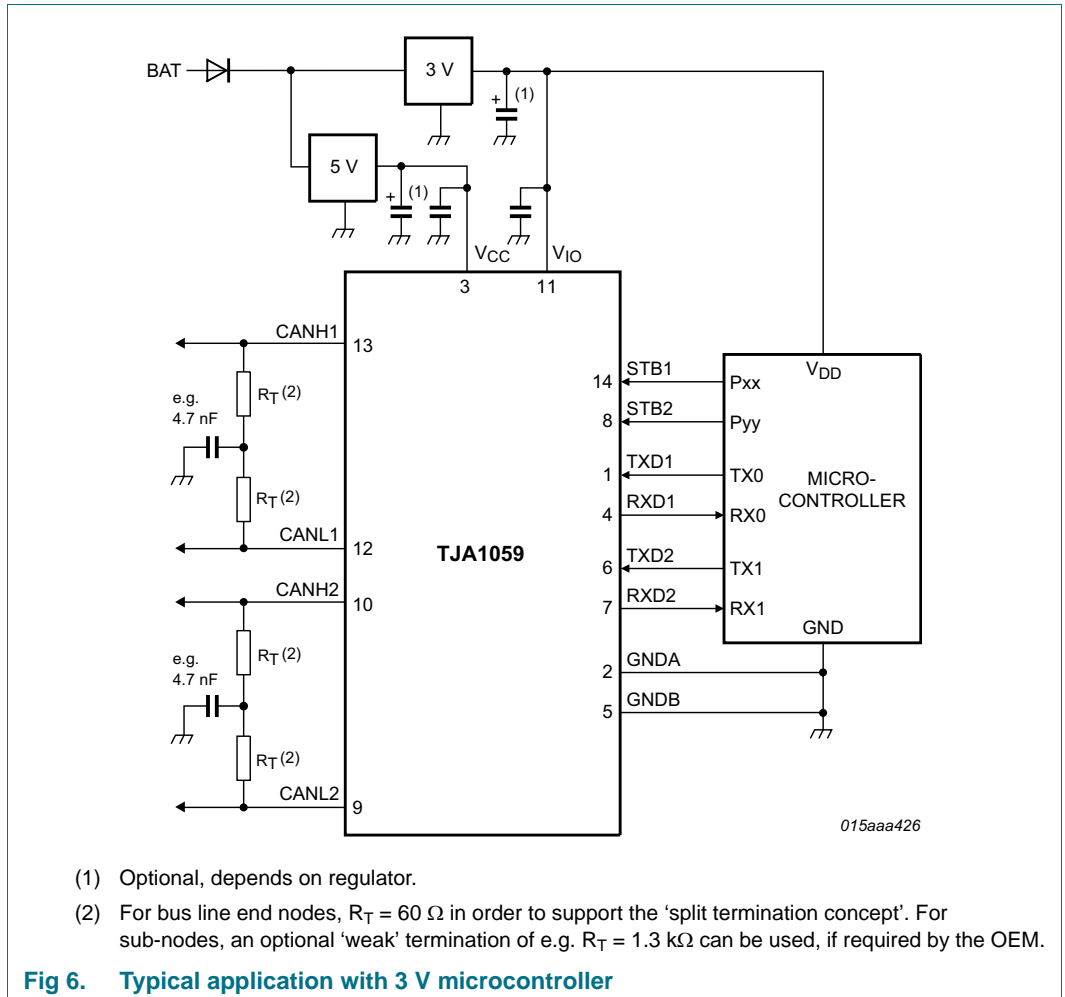 BAT
3 V
(1)
+
5 V
(1)
+
VCC
VIO
3
11
CANH1
13
RT(2)
e.g.
4.7 nF
RT(2)
CANL1
12
CANH2
10
RT(2)
e.g.
4.7 nF
RT(2)
CANL2
9
TJA1059
14
STB1
8
STB2
1
TXD1
4
RXD1
6
TXD2
7
RXD2
2
GNDA
5
GNDB
VDD
Pxx
Pyy
TX0
MICRO-
CONTROLLER
RX0
TX1
RX1
GND
015aaa426
(1) Optional, depends on regulator.
(2) For bus line end nodes, RT = 60 Ω in order to support the ‘split termination concept’. For
sub-nodes, an optional ‘weak’ termination of e.g. RT = 1.3 kΩ can be used, if required by the OEM.
Fig 6. Typical application with 3 V microcontroller